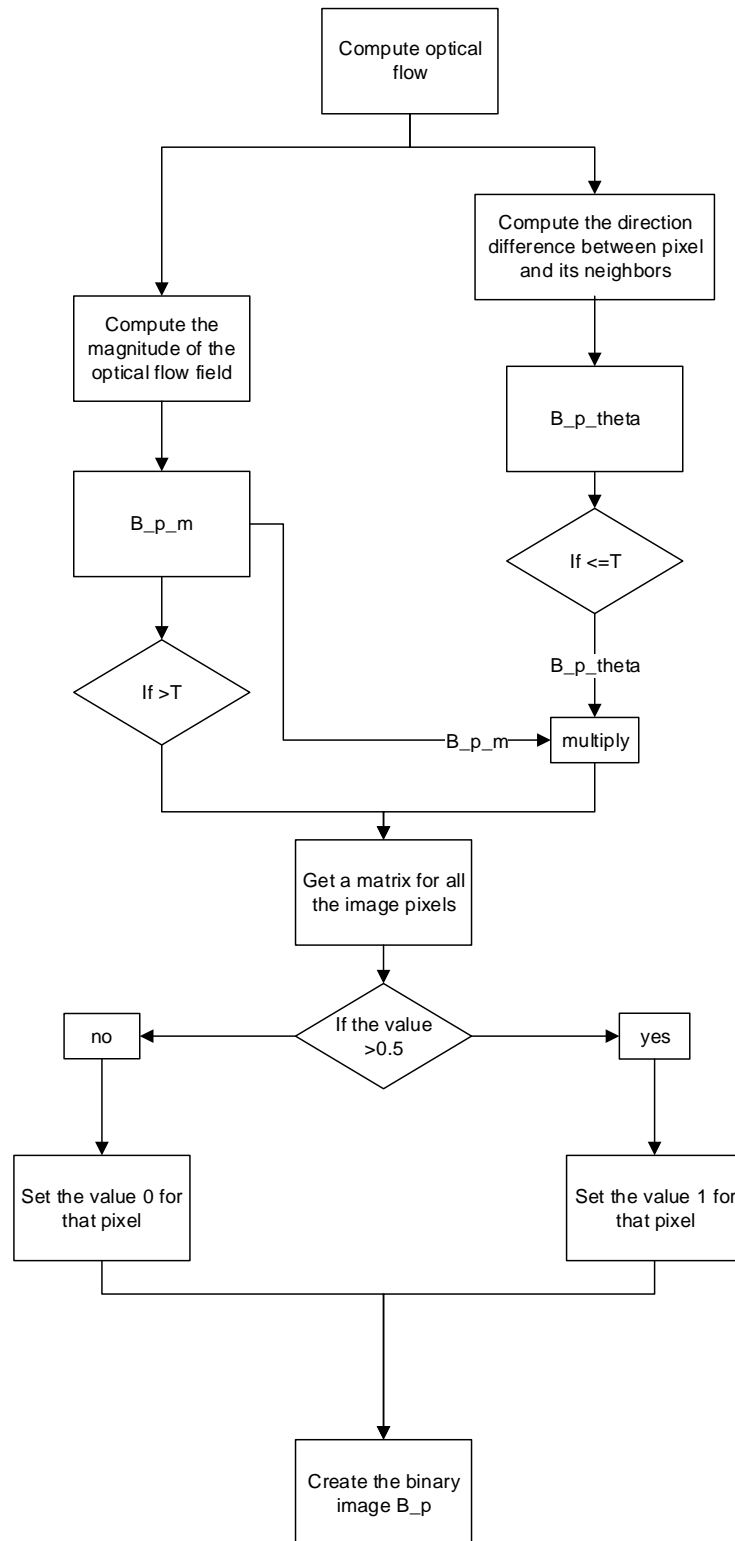 Compute optical
flow
Compute the direction
difference between pixel
and its neighbors
Compute the
magnitude of the
optical flow field
B_p_theta
B_p_m
If <=T
B_p_theta
If >T
B_p_m
multiply
Get a matrix for all
the image pixels
If the value
>0.5
no
yes
Set the value 0 for
that pixel
Set the value 1 for
that pixel
Create the binary
image B_p